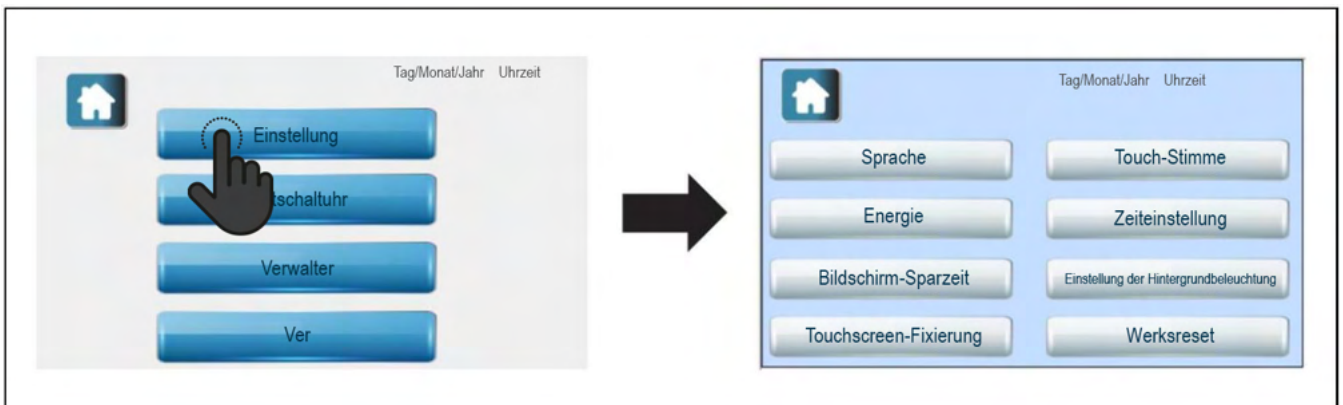 Tag/Monat/Jahr Uhrzeit
Einstellung
tschaltuhr
Verwalter
Ver
Tag/Monat/Jahr Uhrzeit
Sprache
Touch-Stimme
Energie
Zeiteinstellung
Bildschirm-Sparzeit
Einstellung der Hintergrundbeleuchtung
Touchscreen-Fixierung
Werksreset